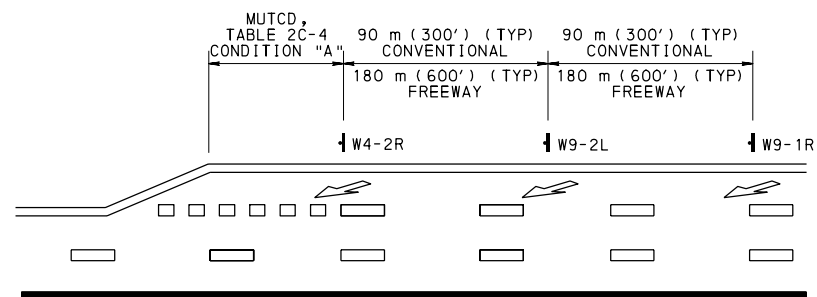 MUTCD,
TABLE 2C-4
CONDITION "A"
90 m (300') (TYP)
CONVENTIONAL
180 m (600') (TYP)
FREEWAY
90 m (300') (TYP)
CONVENTIONAL
180 m (600') (TYP)
FREEWAY
W4-2R
W9-2L
W9-1R